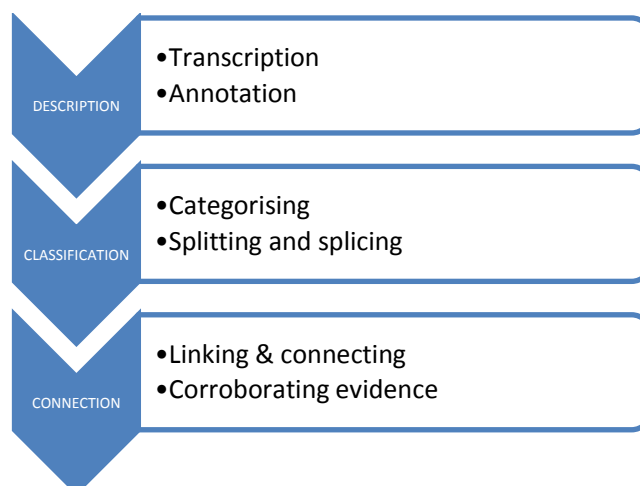 •Transcription
•Annotation
DESCRIPTION
•Categorising
•Splitting and splicing
CLASSIFICATION
•Linking & connecting
•Corroborating evidence
CONNECTION